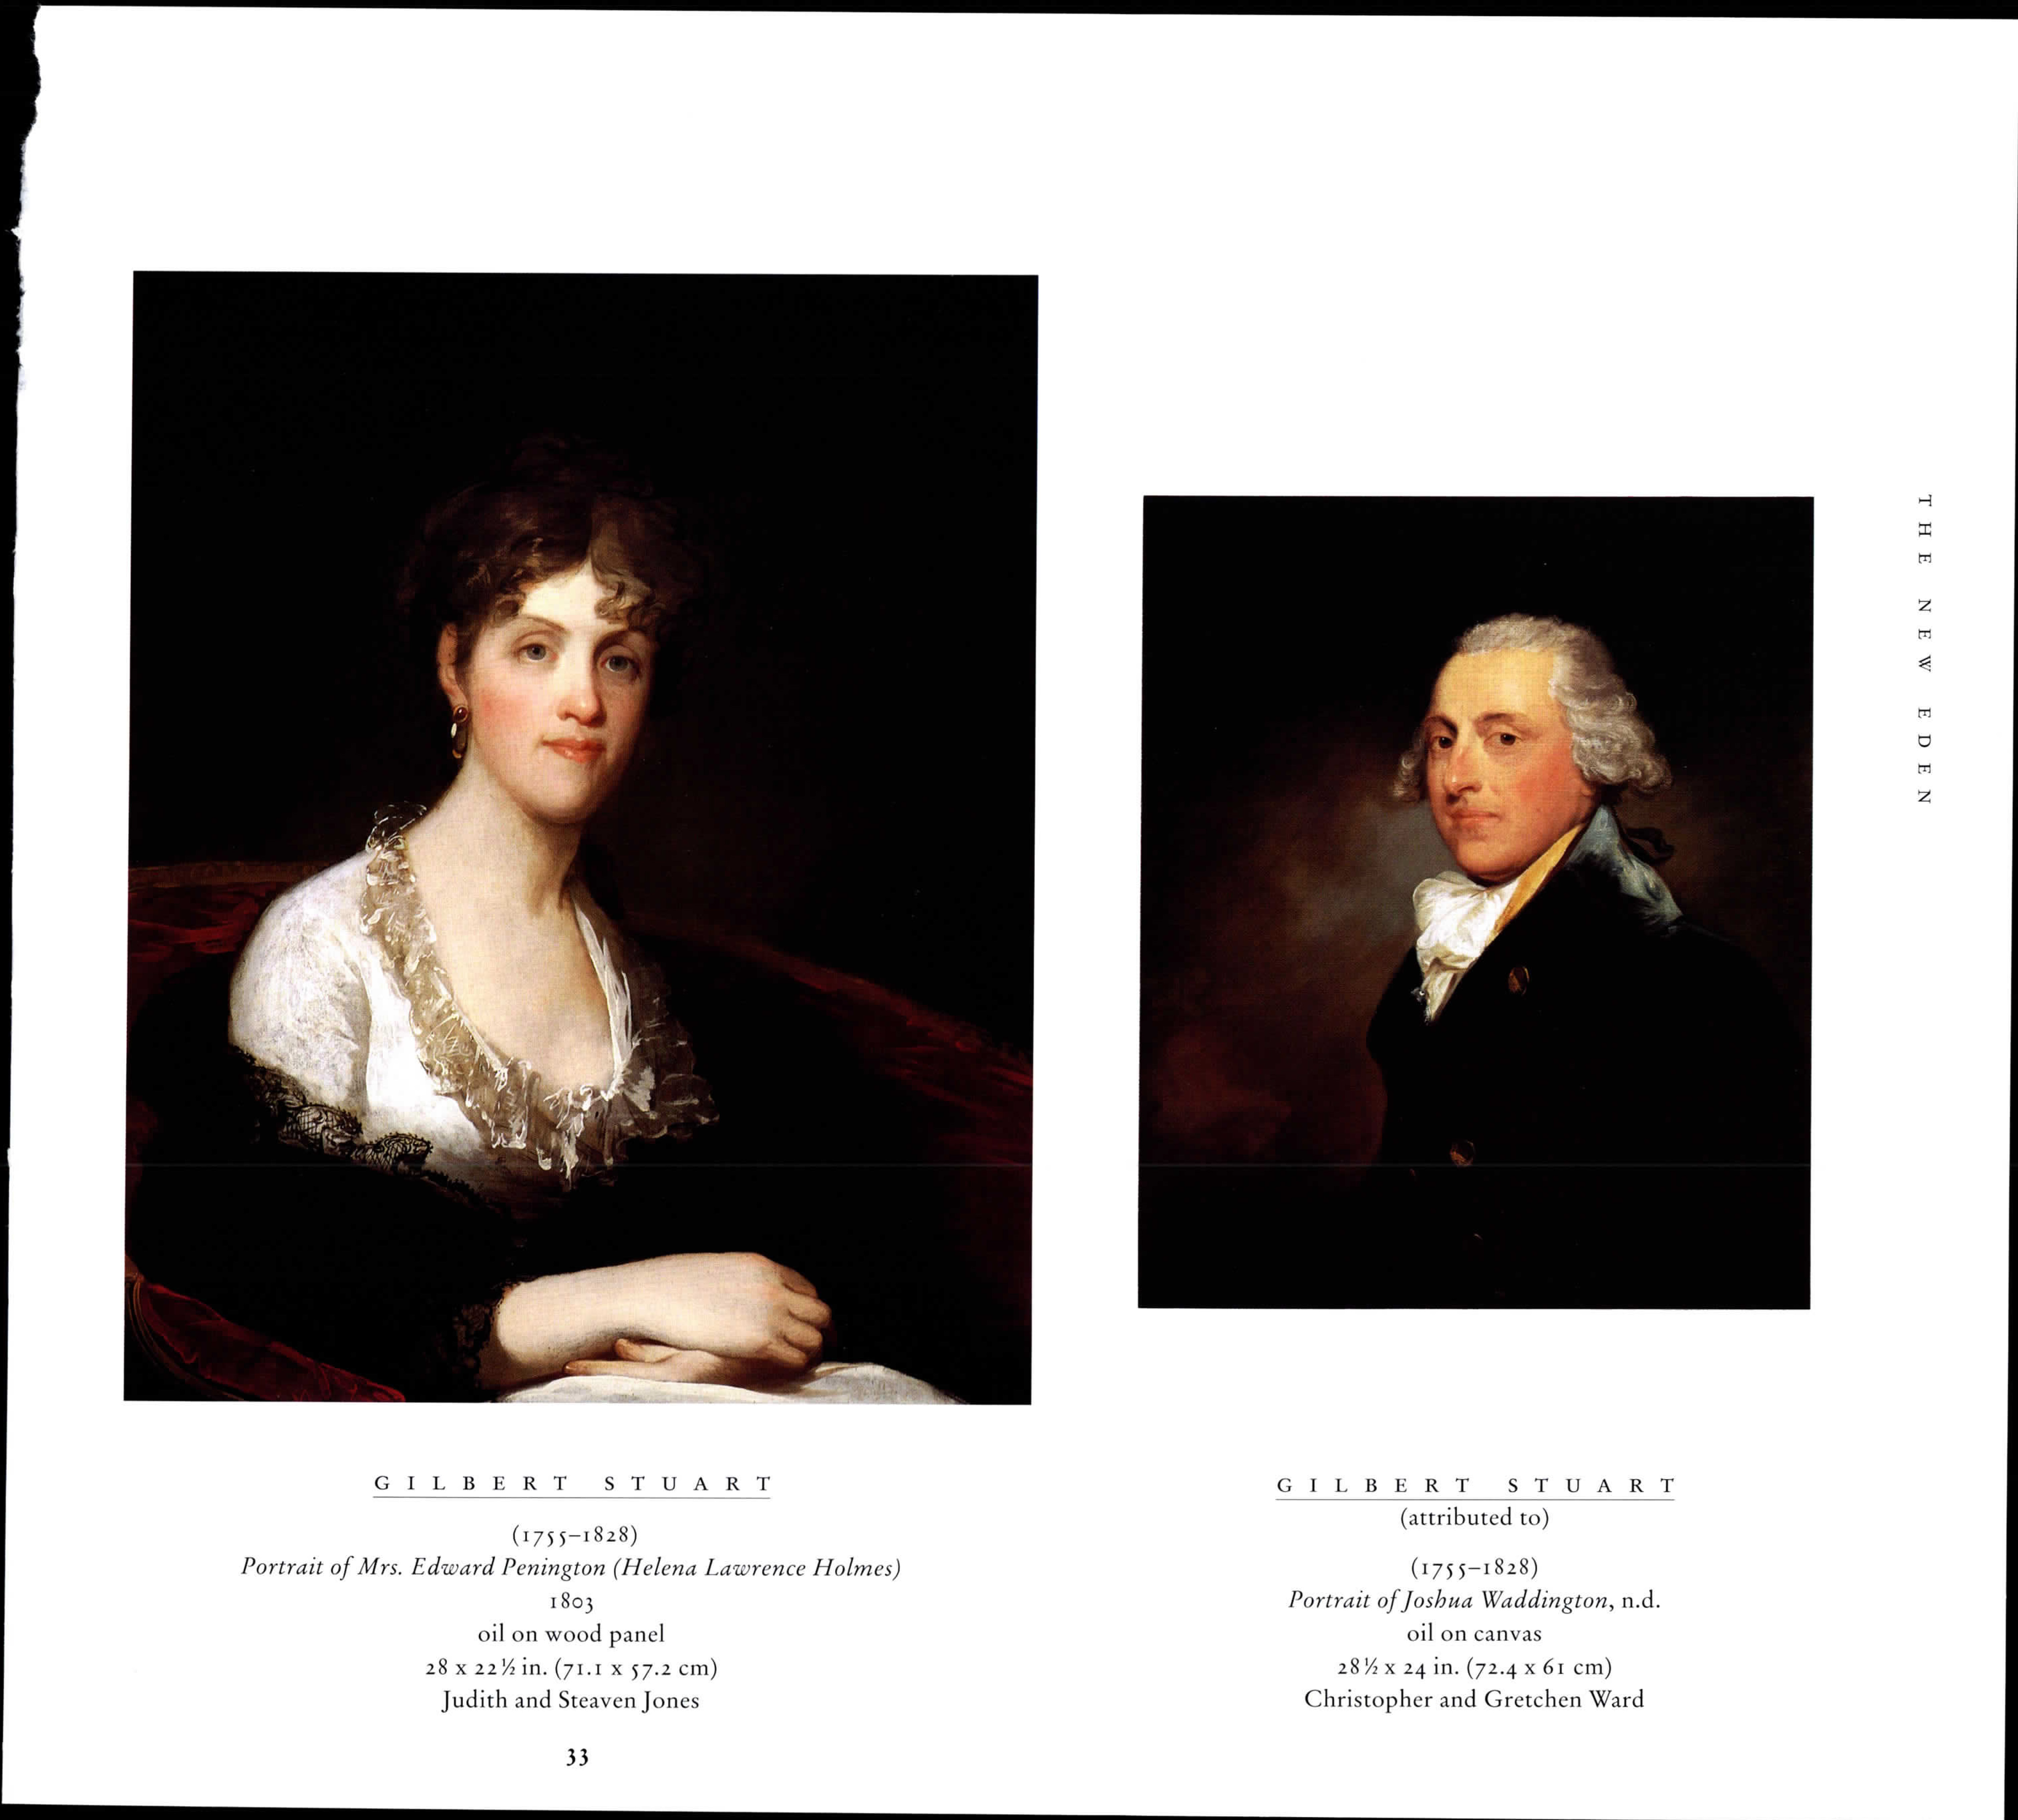 THE NEW EDEN
GILBERT STUART
(1755–1828)
Portrait of Mrs. Edward Penington (Helena Lawrence Holmes)
1803
oil on wood panel
28 x 22½ in. (71.1 x 57.2 cm)
Judith and Steaven Jones
33
GILBERT STUART
(attributed to)
(1755–1828)
Portrait of Joshua Waddington, n.d.
oil on canvas
28½ x 24 in. (72.4 x 61 cm)
Christopher and Gretchen Ward